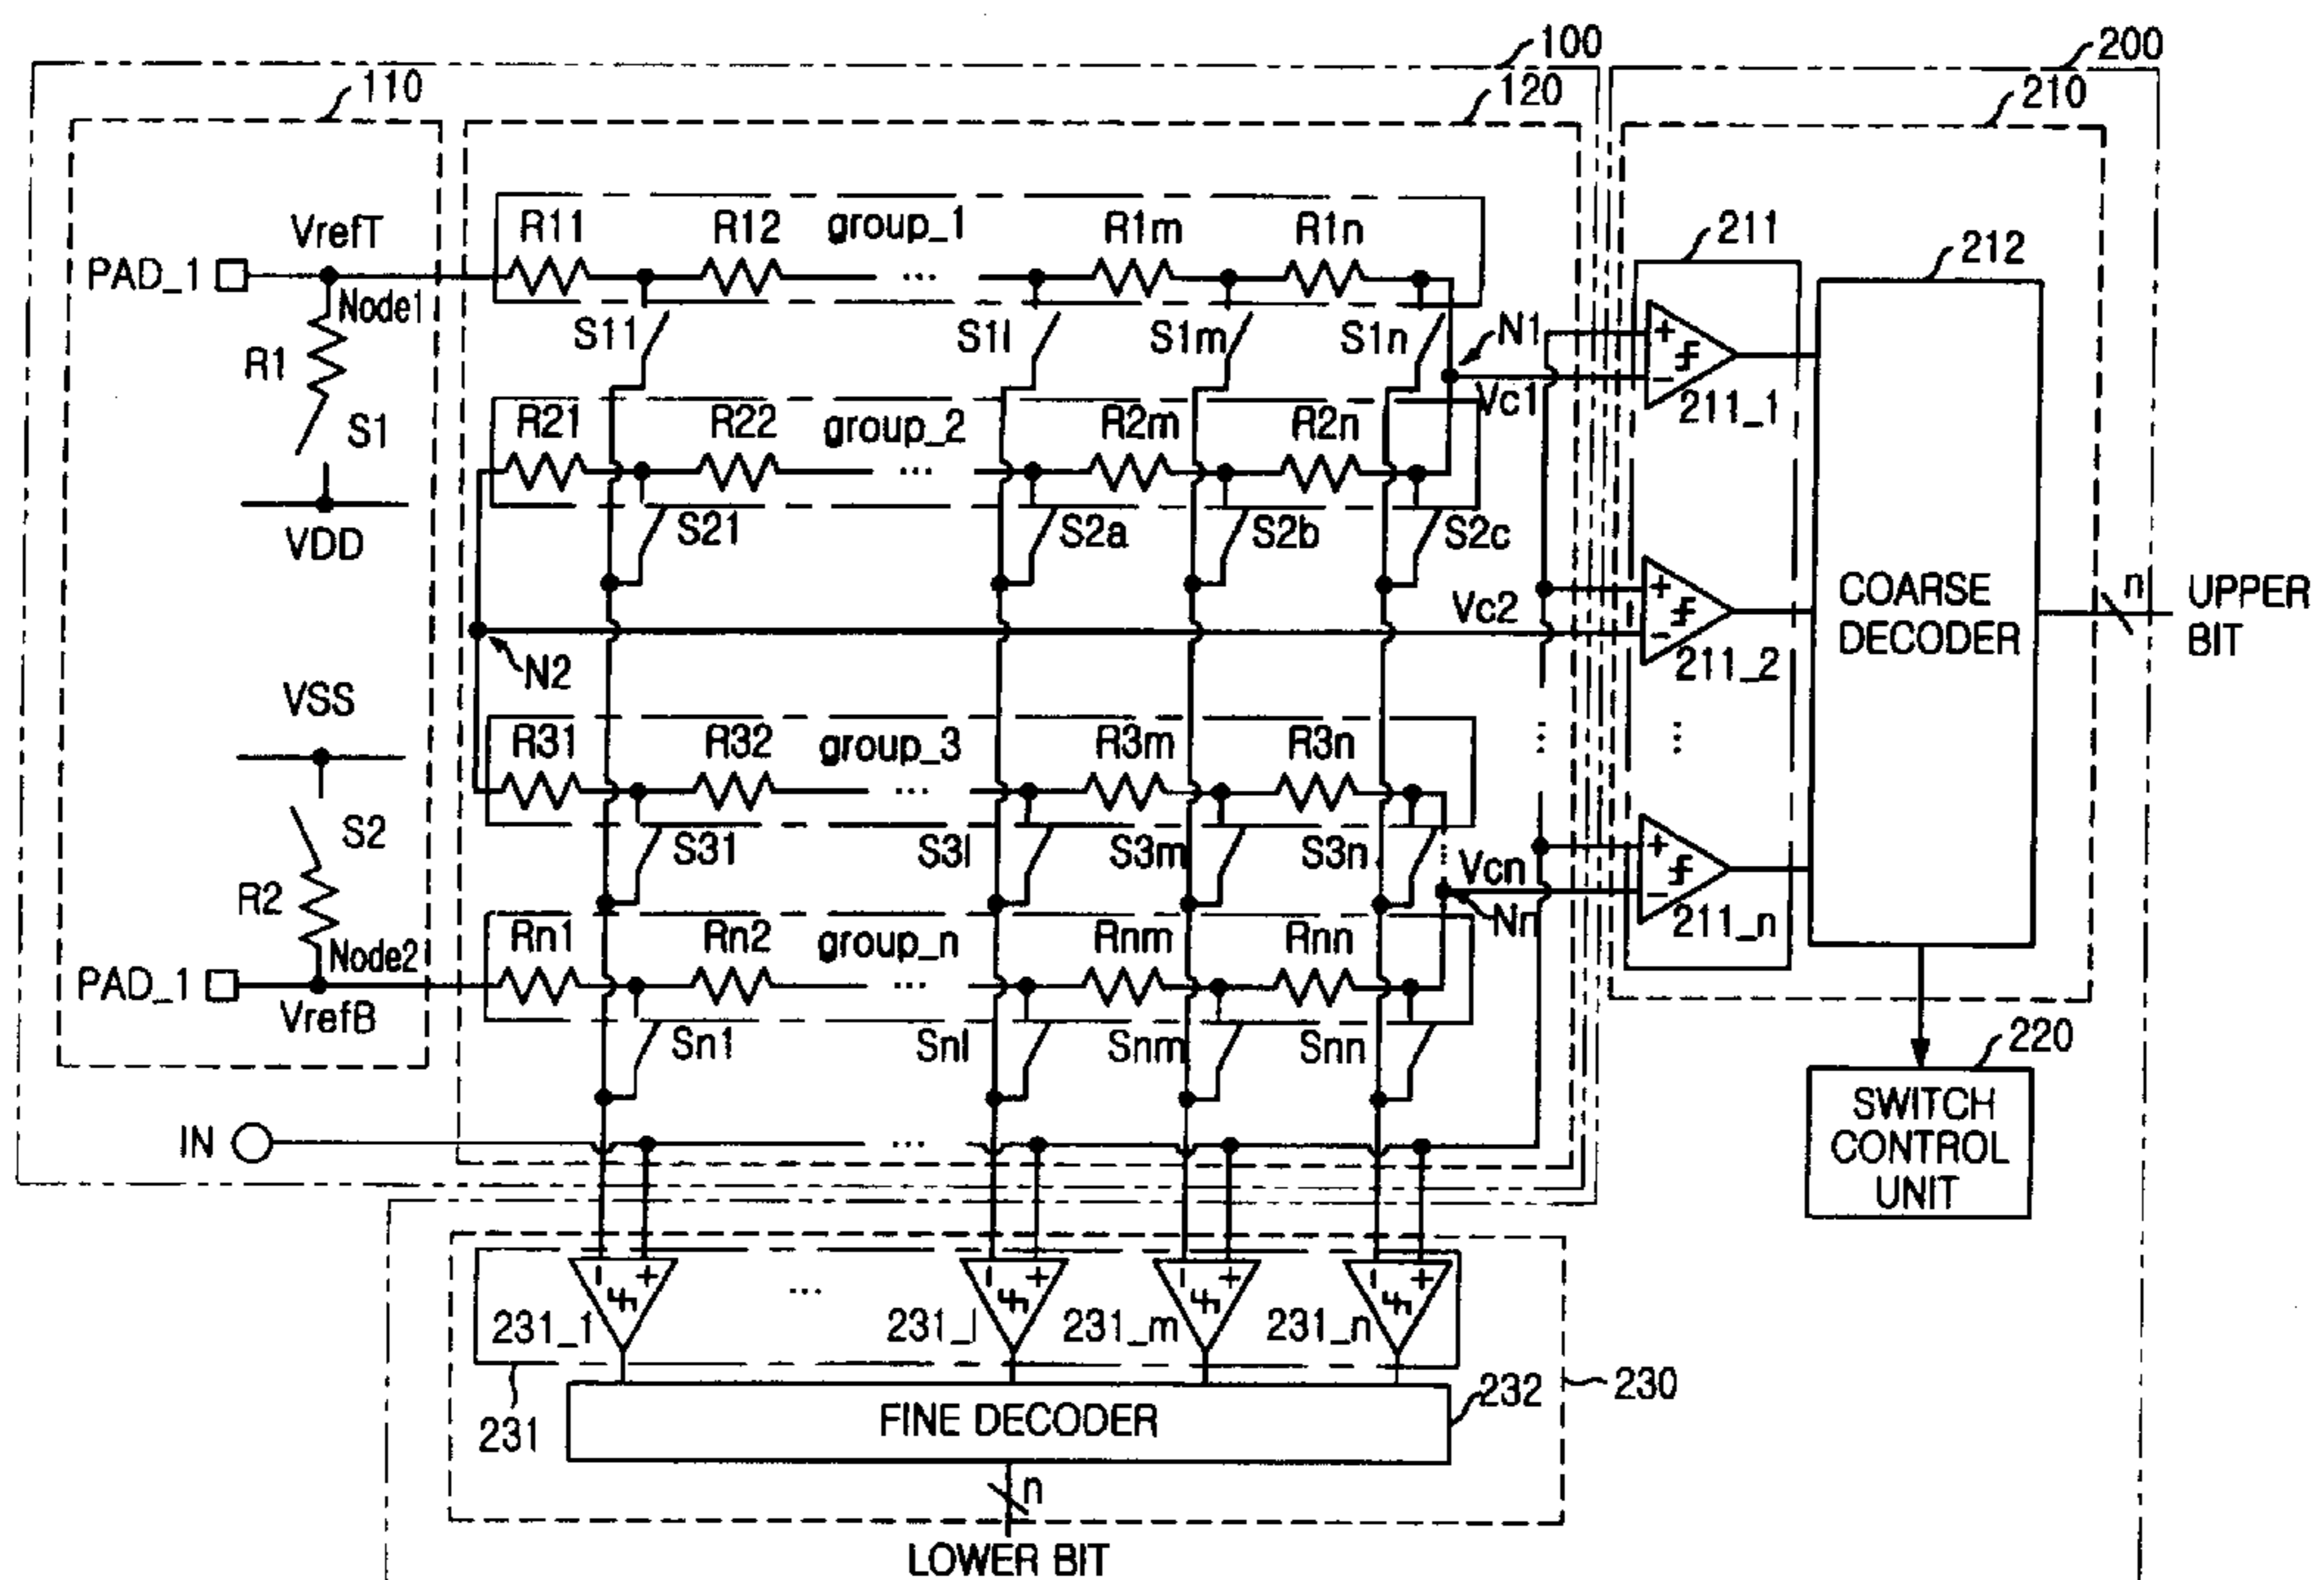 100
200
110
120
210
VrefT
R11
R12
group_1
R1m
R1n
211
212
PAD_1
Node1
R1
S11
S1l
S1m
S1n
N1
+
-
211_1
Vc1
S1
R21
R22
group_2
R2m
R2n
VDD
S21
S2a
S2b
S2c
Vc2
+
-
211_2
COARSE
DECODER
n
UPPER
BIT
N2
VSS
R31
R32
group_3
R3m
R3n
S2
S31
S3l
S3m
S3n
Vcn
+
-
211_n
R2
Nn
Rn1
Rn2
group_n
Rnm
Rnn
Node2
PAD_1
VrefB
Sn1
Snl
Snm
Snn
220
SWITCH
CONTROL
UNIT
IN
- +
- +
- +
- +
231_1
...
231_l
231_m
231_n
231
FINE DECODER
232
230
n
LOWER BIT